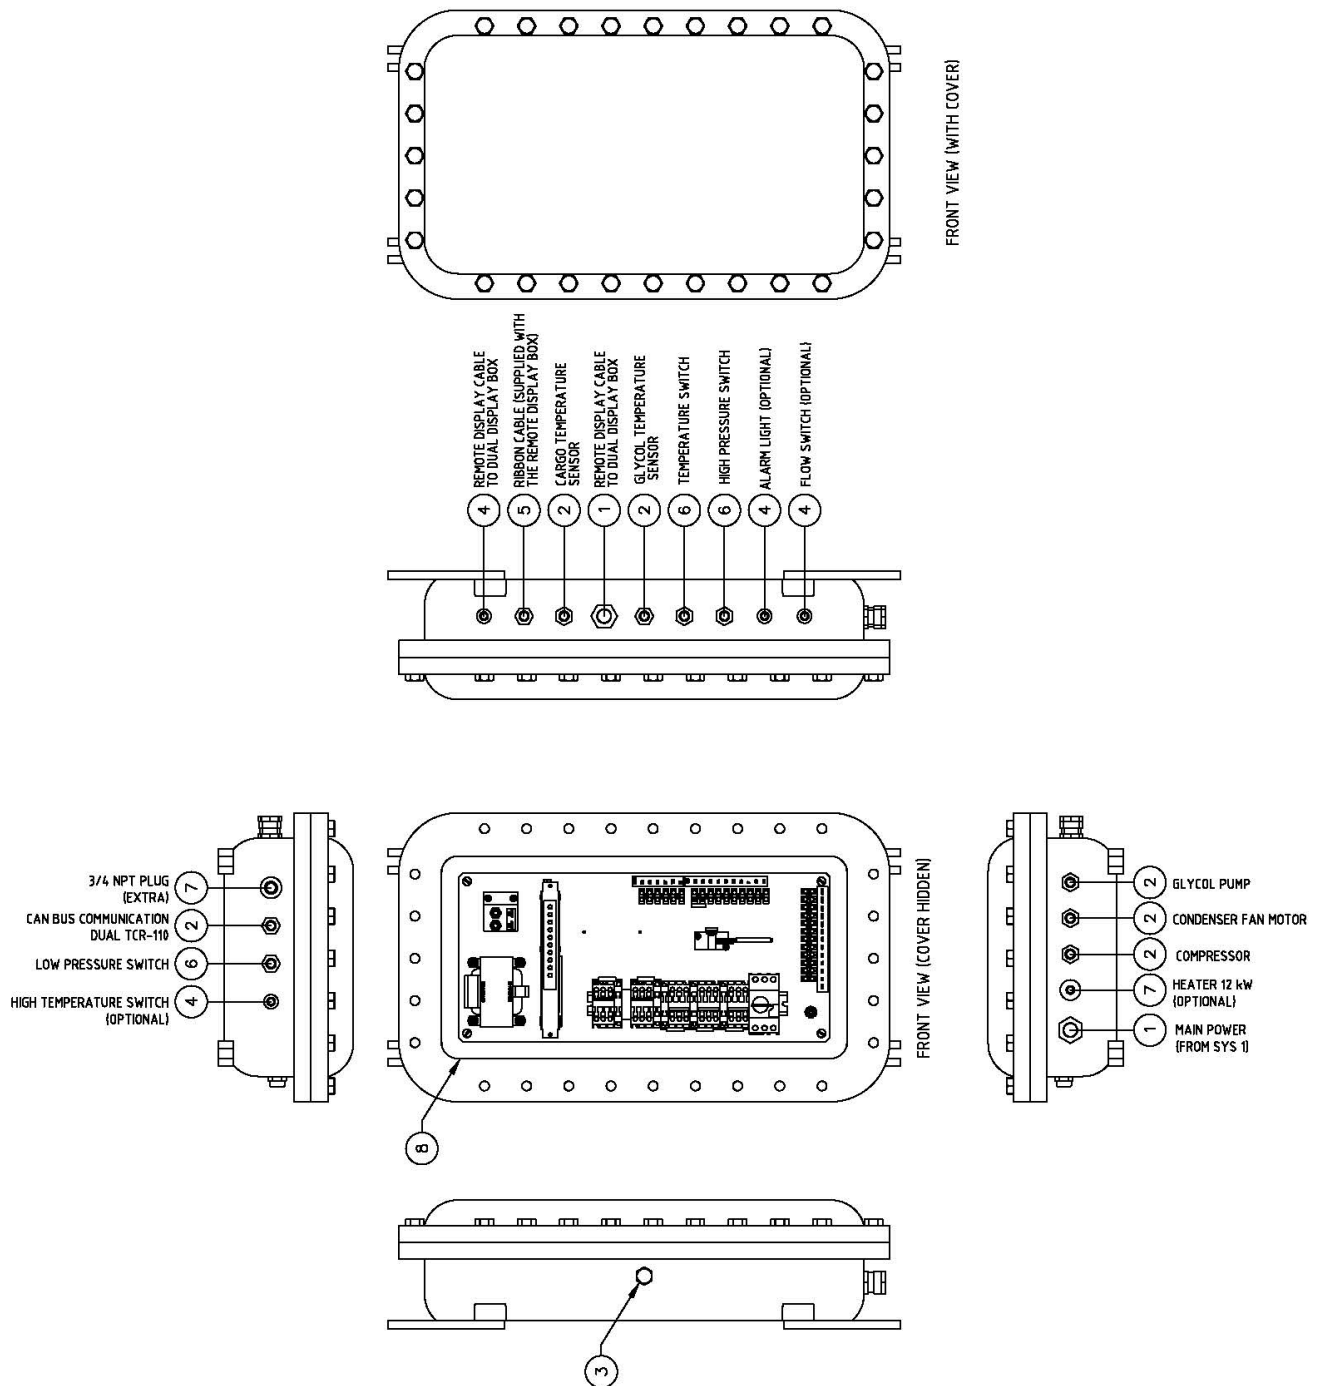 FRONT VIEW (WITH COVER)
4
REMOTE DISPLAY CABLE
TO DUAL DISPLAY BOX
5
RIBBON CABLE (SUPPLIED WITH
THE REMOTE DISPLAY BOX)
2
CARGO TEMPERATURE
SENSOR
1
REMOTE DISPLAY CABLE
TO DUAL DISPLAY BOX
2
GLYCOL TEMPERATURE
SENSOR
6
TEMPERATURE SWITCH
6
HIGH PRESSURE SWITCH
4
ALARM LIGHT (OPTIONAL)
4
FLOW SWITCH (OPTIONAL)
3/4 NPT PLUG
(EXTRA)
7
CAN BUS COMMUNICATION
DUAL TCR-110
2
LOW PRESSURE SWITCH
6
HIGH TEMPERATURE SWITCH
(OPTIONAL)
4
FRONT VIEW (COVER HIDDEN)
8
2
GLYCOL PUMP
2
CONDENSER FAN MOTOR
2
COMPRESSOR
7
HEATER 12 kW
(OPTIONAL)
1
MAIN POWER
(FROM SYS 1)
3